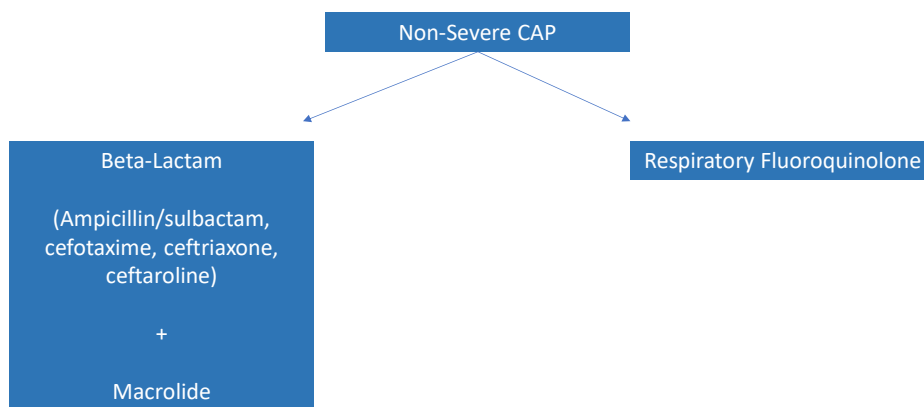 Non-Severe CAP
Beta-Lactam
(Ampicillin/sulbactam,
cefotaxime, ceftriaxone,
ceftaroline)
+
Macrolide
Respiratory Fluoroquinolone